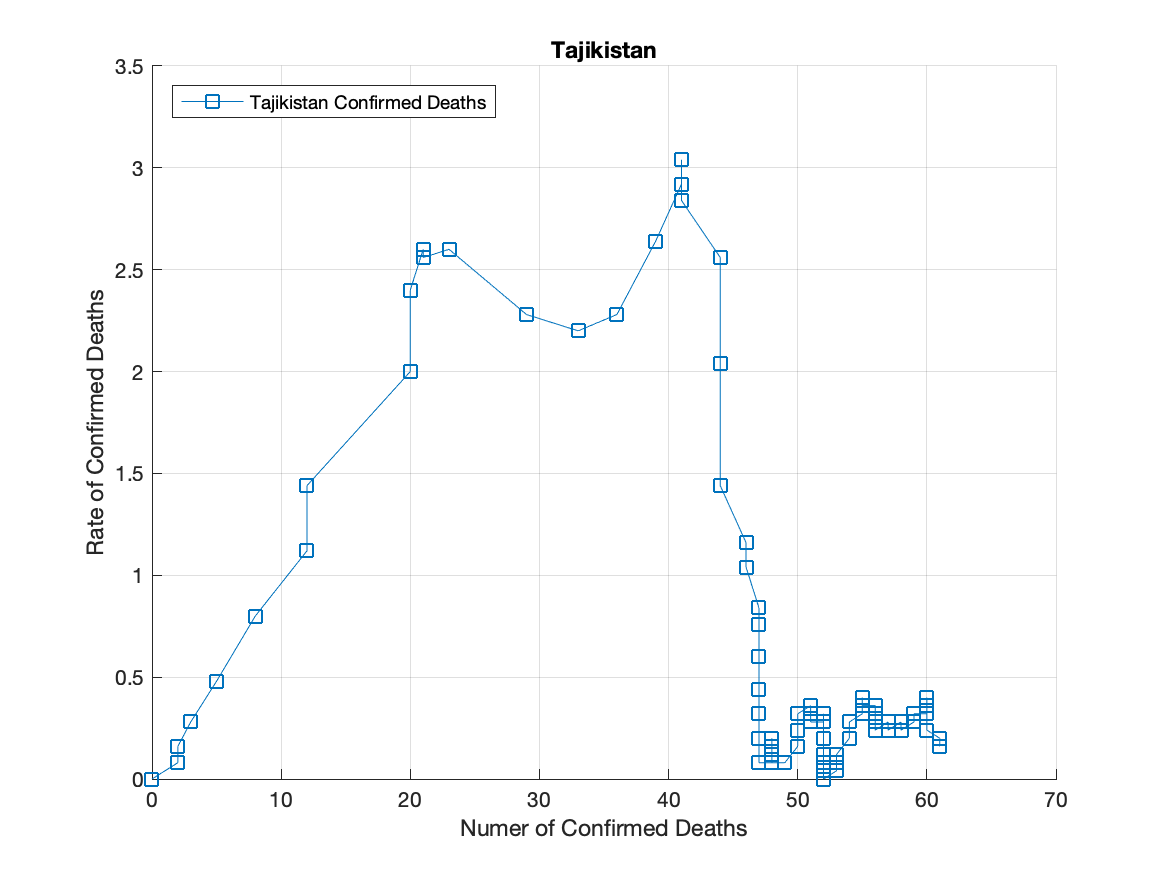 Tajikistan
3.5
Tajikistan Confirmed Deaths
3
2.5
2
1.5
1
0.5
0
Rate of Confirmed Deaths
0 10 20 30 40 50 60 70
Numer of Confirmed Deaths